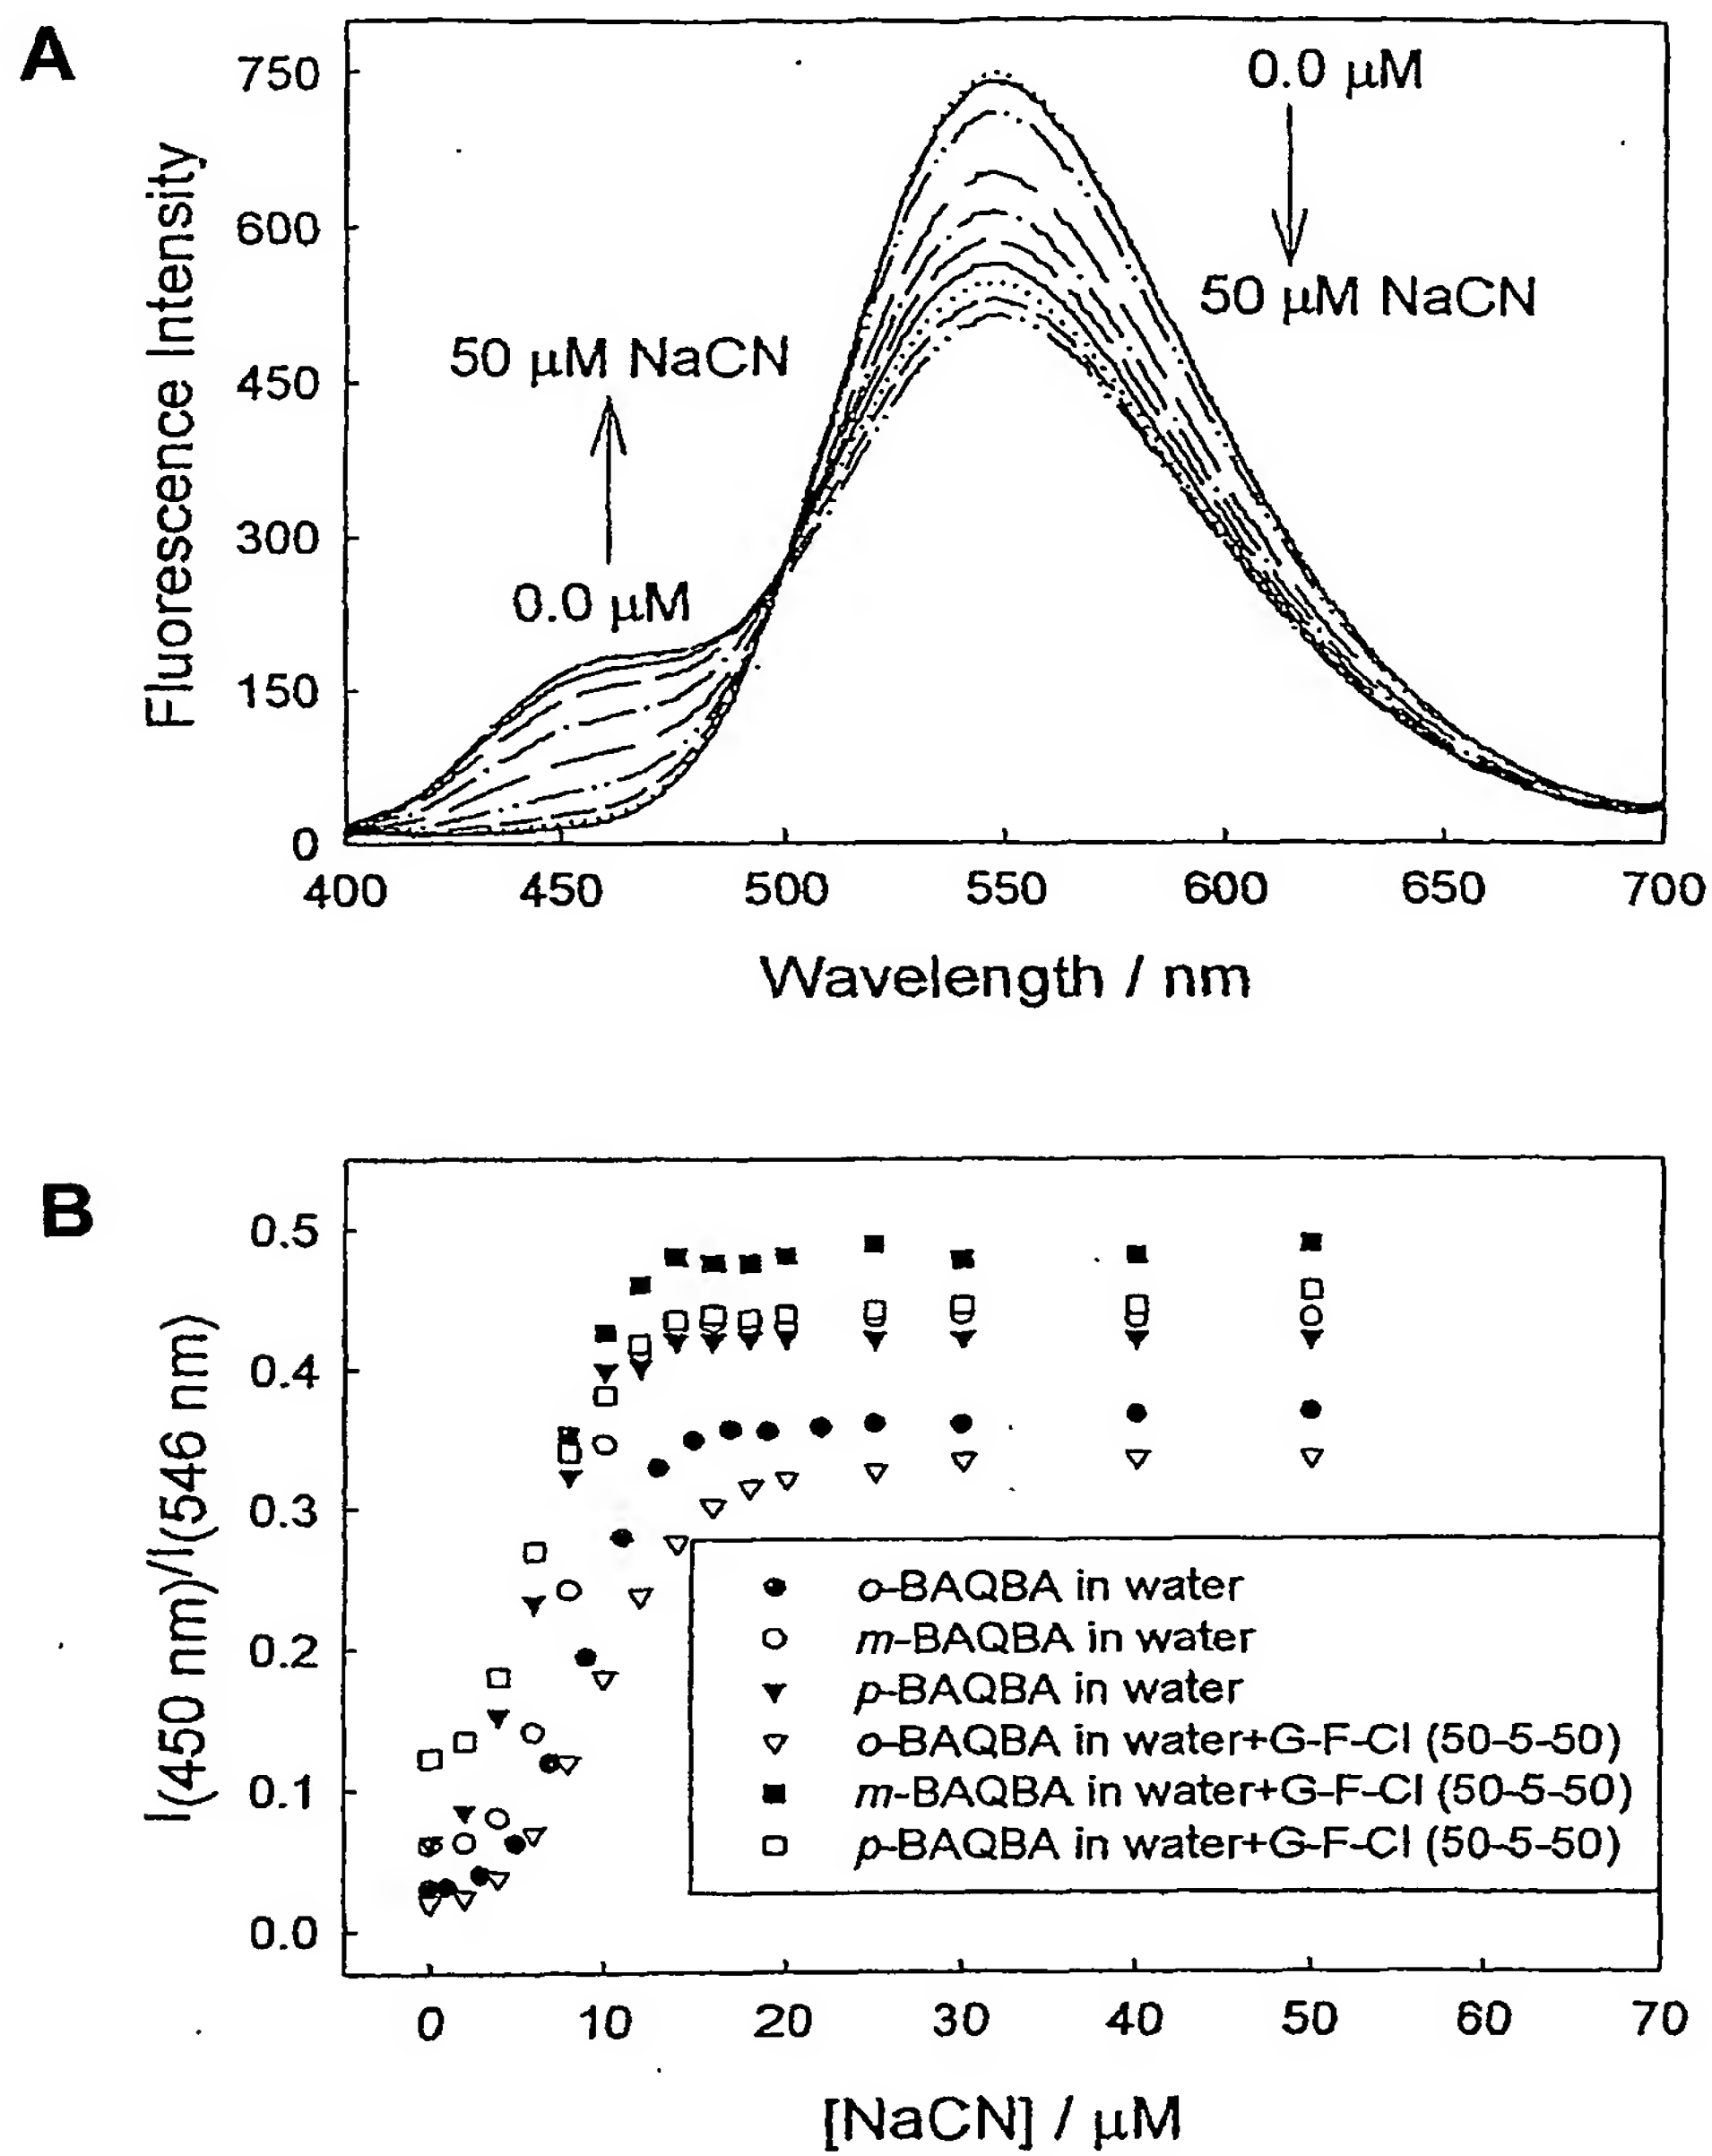 A
Fluorescence Intensity
750
600
450
300
150
0
0.0 μM
50 μM NaCN
50 μM NaCN
0.0 μM
400 450 500 550 600 650 700
Wavelength / nm
B
I(450 nm)/I(546 nm)
0.5
0.4
0.3
0.2
0.1
0.0
o-BAQBA in water
m-BAQBA in water
p-BAQBA in water
o-BAQBA in water+G-F-Cl (50-5-50)
m-BAQBA in water+G-F-Cl (50-5-50)
p-BAQBA in water+G-F-Cl (50-5-50)
0 10 20 30 40 50 60 70
[NaCN] / μM